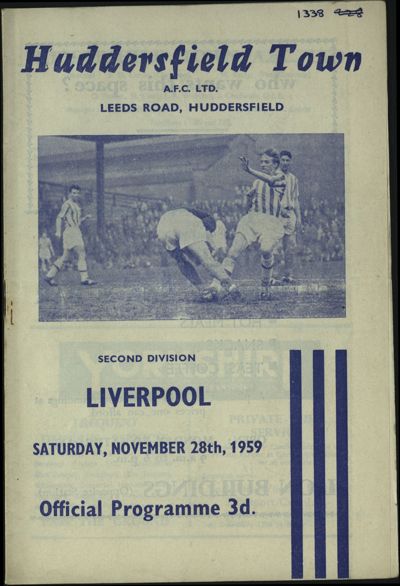 1338
Huddersfield Town
A.F.C. LTD.
LEEDS ROAD, HUDDERSFIELD
SECOND DIVISION
LIVERPOOL
SATURDAY, NOVEMBER 28th, 1959
Official Programme 3d.